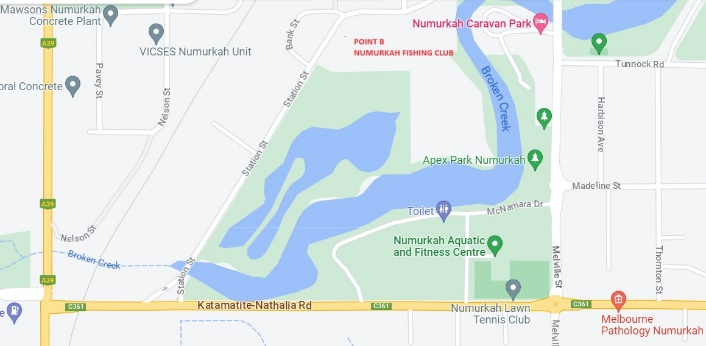 Mawsons Numurkah
Concrete Plant
A39
VICSES Numurkah Unit
oral Concrete
Pavey St
Nelson St
Bank St
POINT B
NUMURKAH FISHING CLUB
Numurkah Caravan Park
Tunnock Rd
Station St
Broken Creek
Harbison Ave
Station St
Apex Park Numurkah
Madeline St
A39
Toilet
McNamara Dr
Nelson St
Broken Creek
Numurkah Aquatic
and Fitness Centre
Melville St
Thornton St
Station St
A39
C361
Katamatite-Nathalia Rd
C361
C361
e
Numurkah Lawn
Tennis Club
Melville
Melbourne
Pathology Numurkah